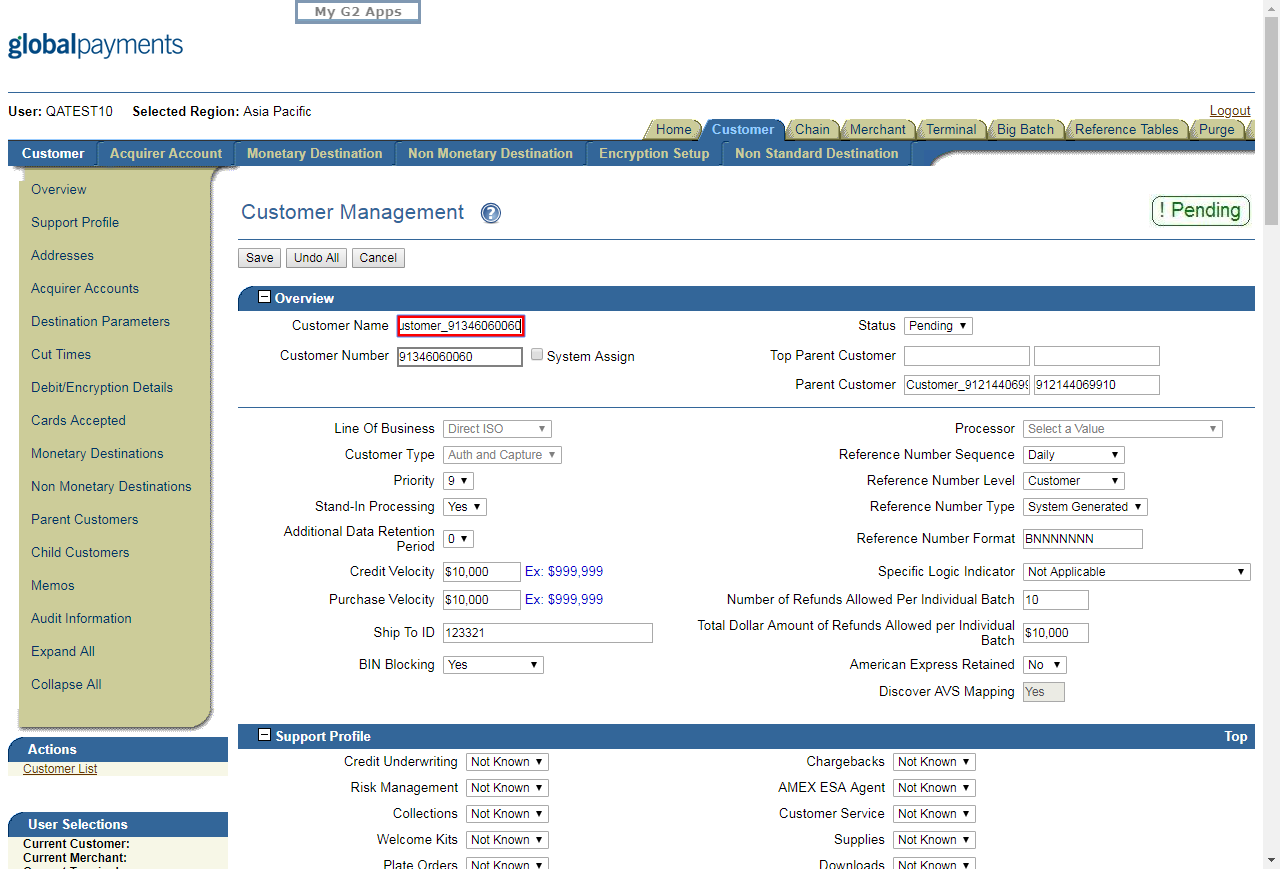 My G2 Apps
globalpayments
User: QATEST10 Selected Region: Asia Pacific
Logout
Home Customer Chain Merchant Terminal Big Batch Reference Tables Purge
Customer Acquirer Account Monetary Destination Non Monetary Destination Encryption Setup Non Standard Destination
Overview
Support Profile
Addresses
Acquirer Accounts
Destination Parameters
Cut Times
Debit/Encryption Details
Cards Accepted
Monetary Destinations
Non Monetary Destinations
Parent Customers
Child Customers
Memos
Audit Information
Expand All
Collapse All
Actions
Customer List
User Selections
Current Customer:
Current Merchant:
Customer Management ?
! Pending
Save Undo All Cancel
Overview
Customer Name ustomer_91346060060 Status Pending
Customer Number 91346060060 System Assign Top Parent Customer
Parent Customer Customer_9121440699 912144069910
Line Of Business Direct ISO Processor Select a Value
Customer Type Auth and Capture Reference Number Sequence Daily
Priority 9 Reference Number Level Customer
Stand-In Processing Yes Reference Number Type System Generated
Additional Data Retention
Period 0 Reference Number Format BNNNNNNN
Credit Velocity $10,000 Ex: $999,999 Specific Logic Indicator Not Applicable
Purchase Velocity $10,000 Ex: $999,999 Number of Refunds Allowed Per Individual Batch 10
Ship To ID 123321 Total Dollar Amount of Refunds Allowed per Individual
Batch $10,000
BIN Blocking Yes American Express Retained No
Discover AVS Mapping Yes
Support Profile Top
Credit Underwriting Not Known Chargebacks Not Known
Risk Management Not Known AMEX ESA Agent Not Known
Collections Not Known Customer Service Not Known
Welcome Kits Not Known Supplies Not Known
Plate Orders Not Known Downloads Not Known